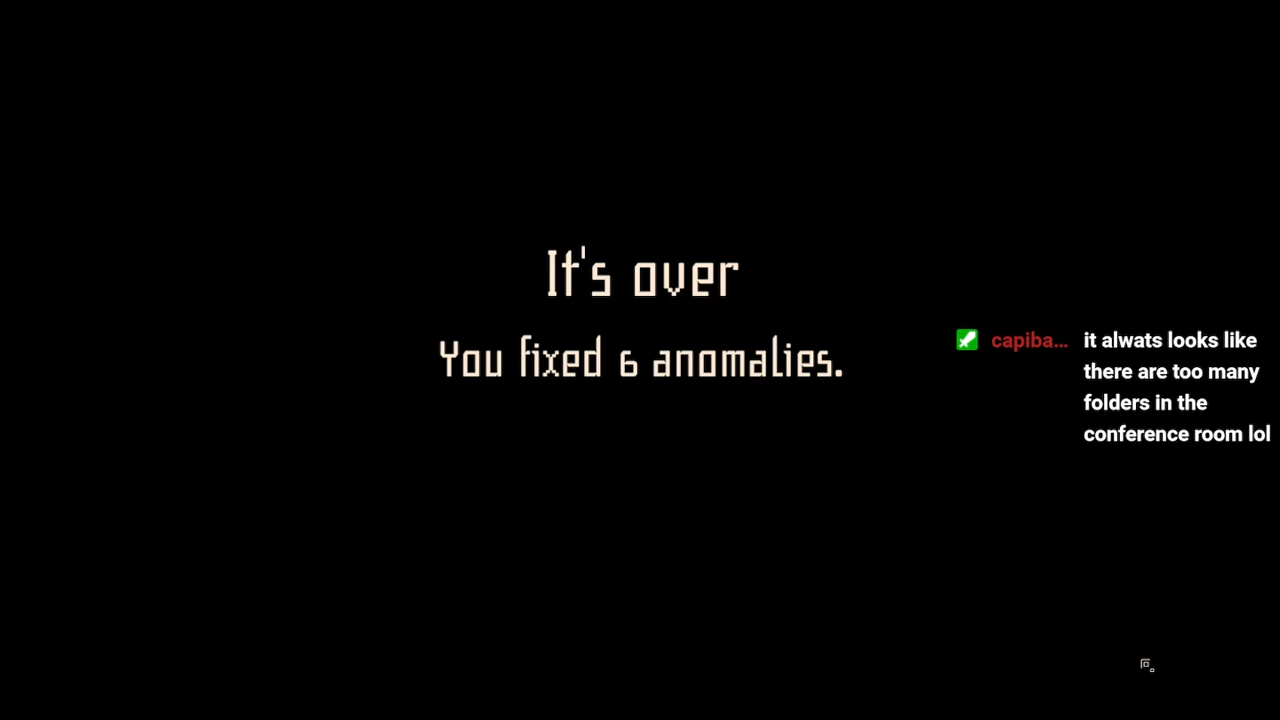 It's over
You fixed 6 anomalies.
capiba... it alwats looks like
there are too many
folders in the
conference room lol